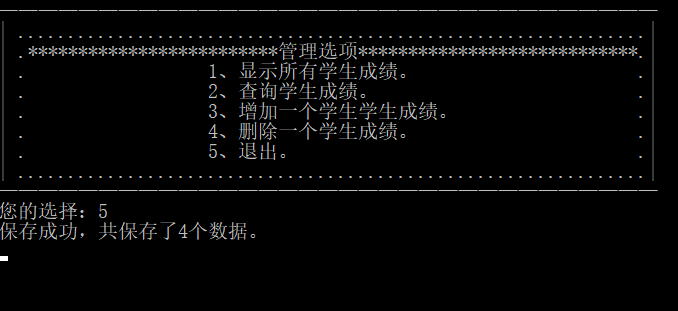 .***************************管理选项****************************.
1、显示所有学生成绩。
2、查询学生成绩。
3、增加一个学生学生成绩。
4、删除一个学生成绩。
5、退出。
您的选择：5
保存成功，共保存了4个数据。